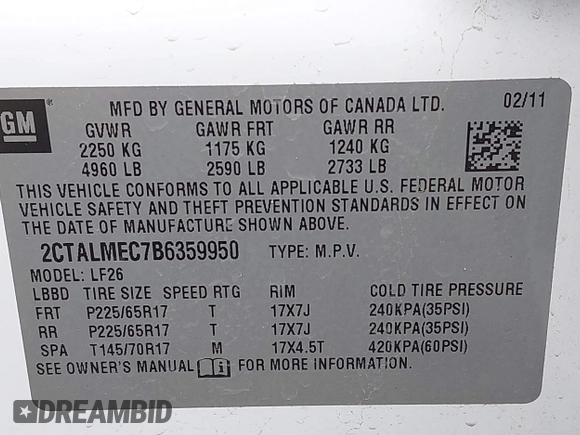 GM
®
MFD BY GENERAL MOTORS OF CANADA LTD. 02/11
GVWR GAWR FRT GAWR RR
2250 KG 1175 KG 1240 KG
4960 LB 2590 LB 2733 LB
THIS VEHICLE CONFORMS TO ALL APPLICABLE U.S. FEDERAL MOTOR
VEHICLE SAFETY AND THEFT PREVENTION STANDARDS IN EFFECT ON
THE DATE OF MANUFACTURE SHOWN ABOVE.
2CTALMEC7B6359950 TYPE: M.P.V.
MODEL: LF26
LBBD TIRE SIZE SPEED RTG RIM COLD TIRE PRESSURE
FRT P225/65R17 T 17X7J 240KPA(35PSI)
RR P225/65R17 T 17X7J 240KPA(35PSI)
SPA T145/70R17 M 17X4.5T 420KPA(60PSI)
SEE OWNER'S MANUAL FOR MORE INFORMATION.
DREAMBID